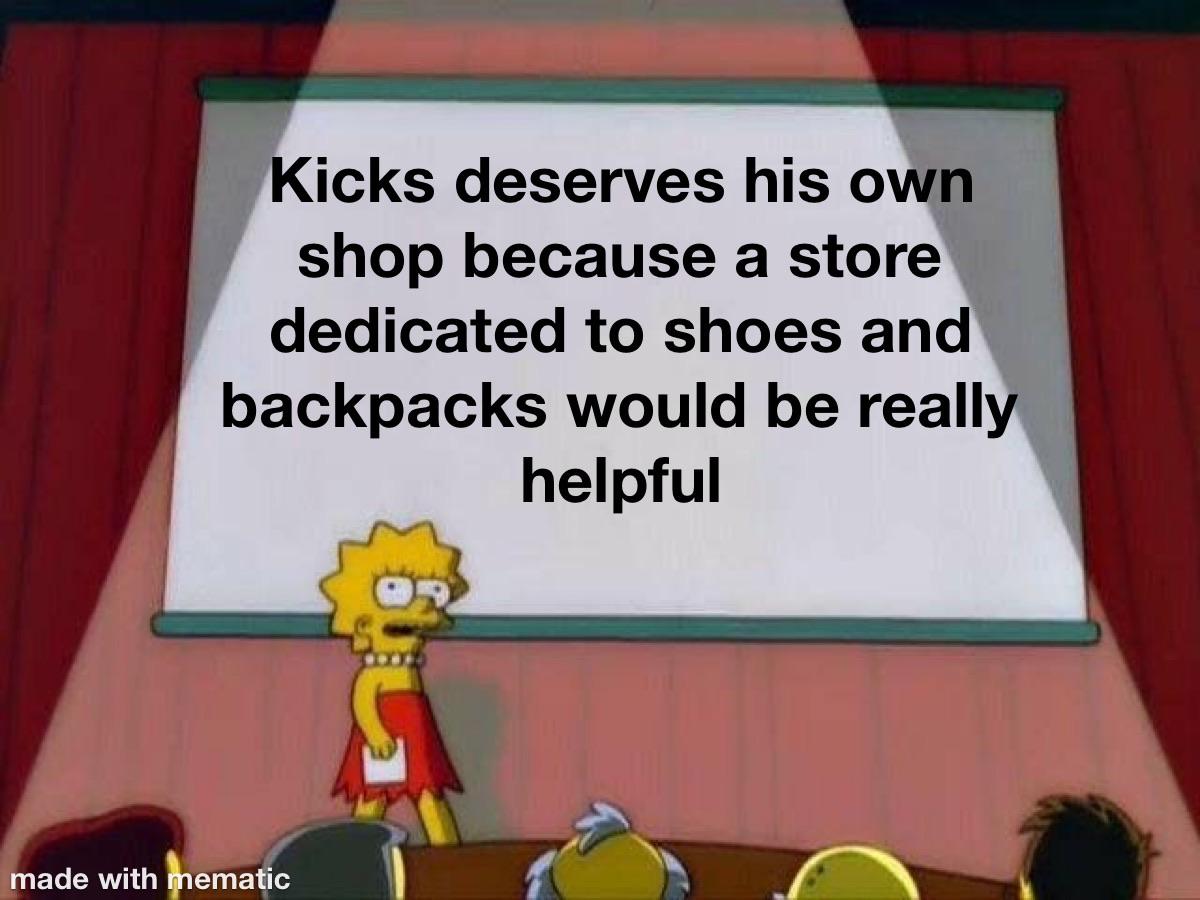 Kicks deserves his own
shop because a store
dedicated to shoes and
backpacks would be really
helpful
made with mematic